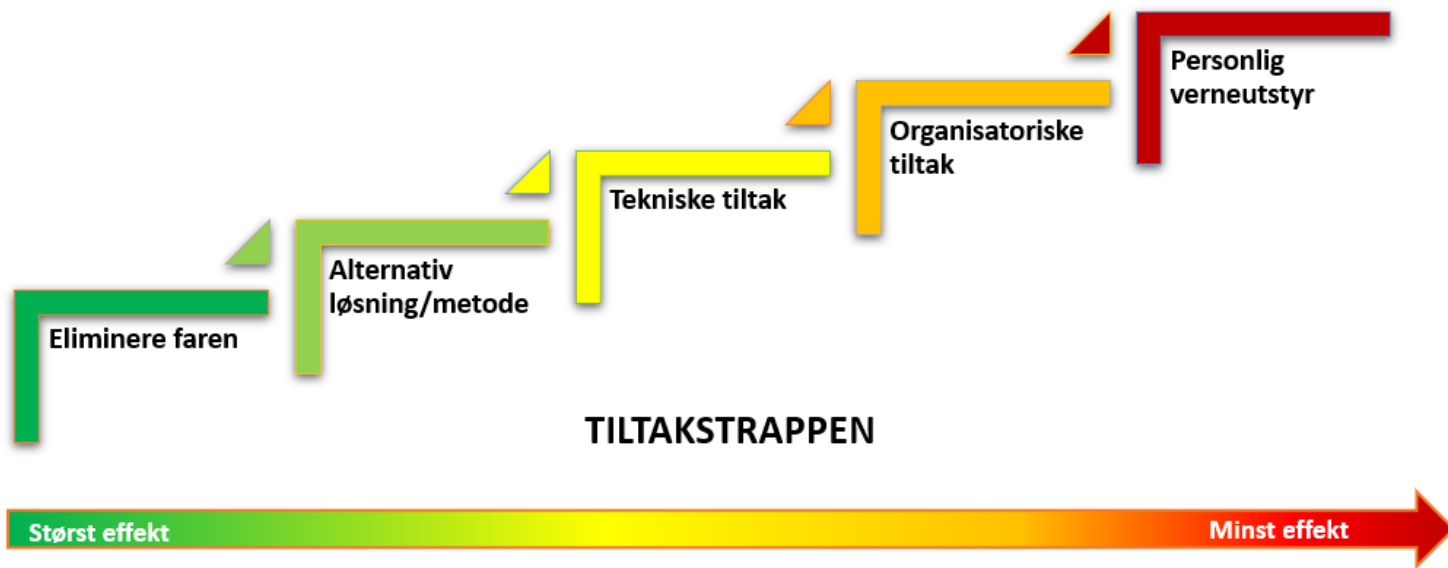 Personlig
verneutstyr
Organisatoriske
tiltak
Tekniske tiltak
Alternativ
løsning/metode
Eliminere faren
TILTAKSTRAPPEN
Størst effekt
Minst effekt